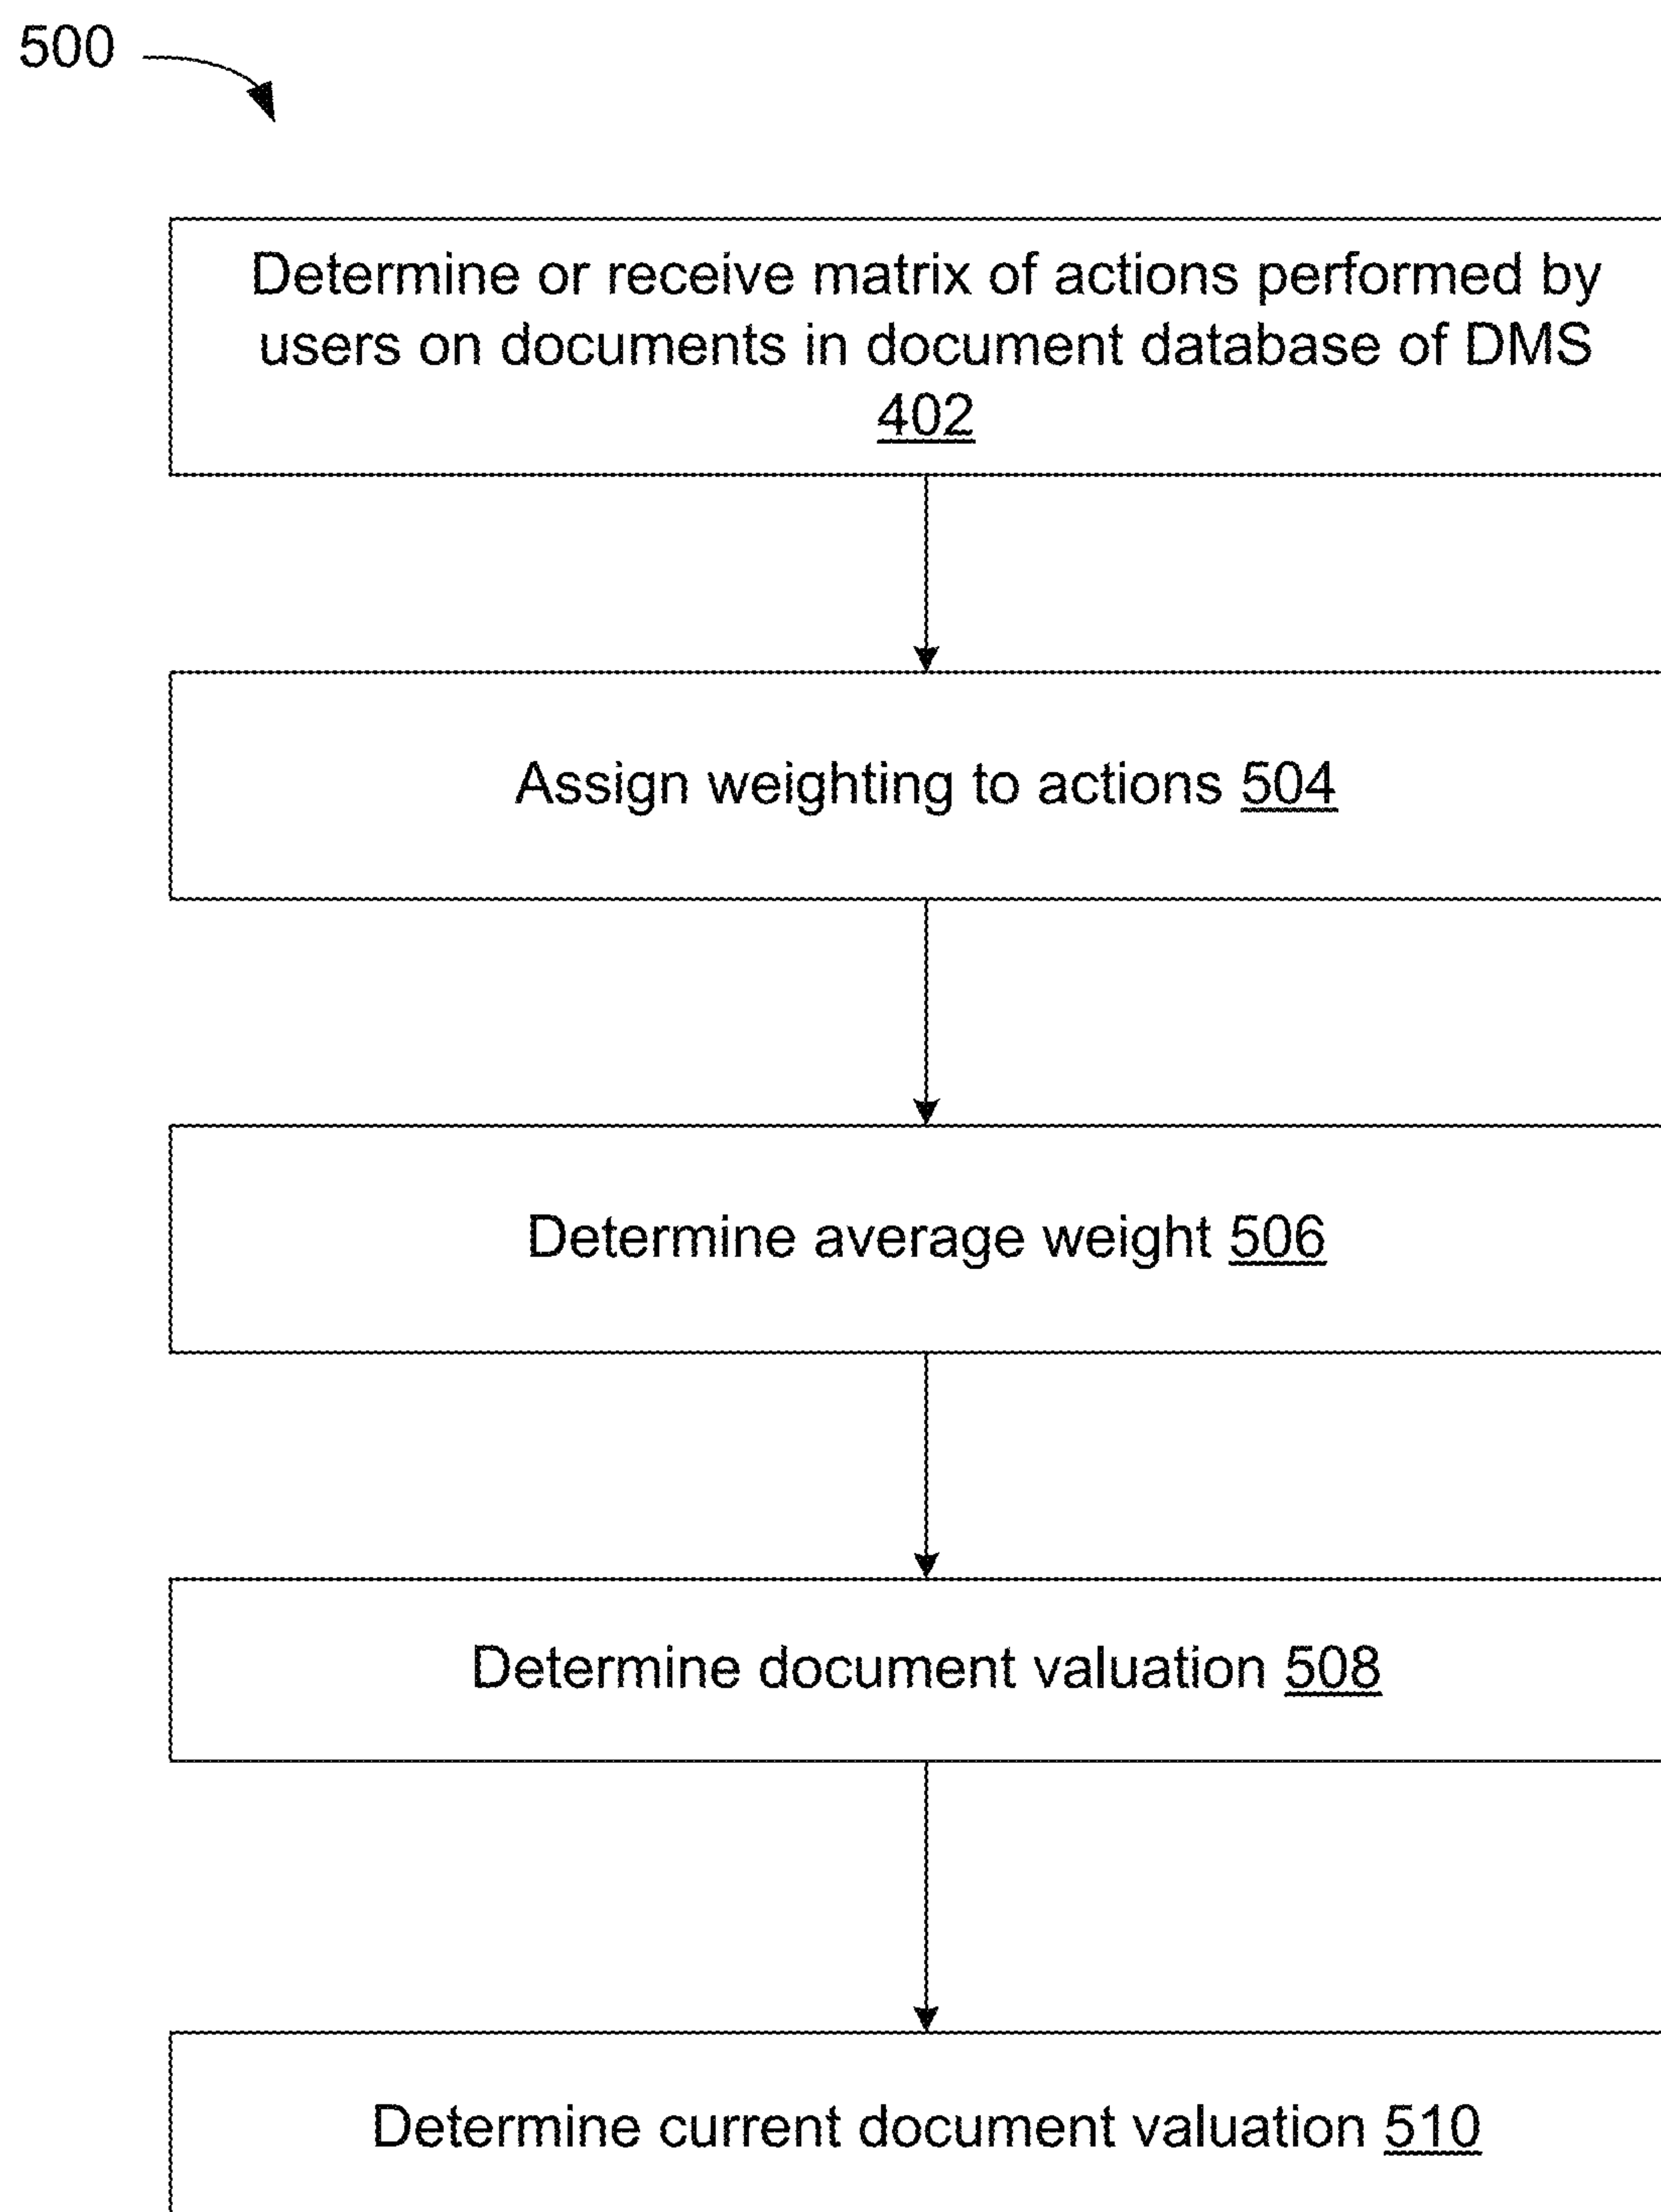 500
Determine or receive matrix of actions performed by
users on documents in document database of DMS
402
Assign weighting to actions 504
Determine average weight 506
Determine document valuation 508
Determine current document valuation 510